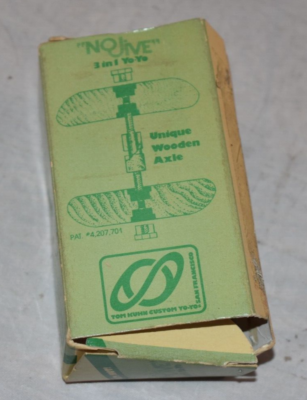 "NO JIVE"
3 in 1 Yo-Yo
Unique
Wooden
Axle
PAT. #4,207,701
TOM KUHN CUSTOM YO-YOs
SAN FRANCISCO